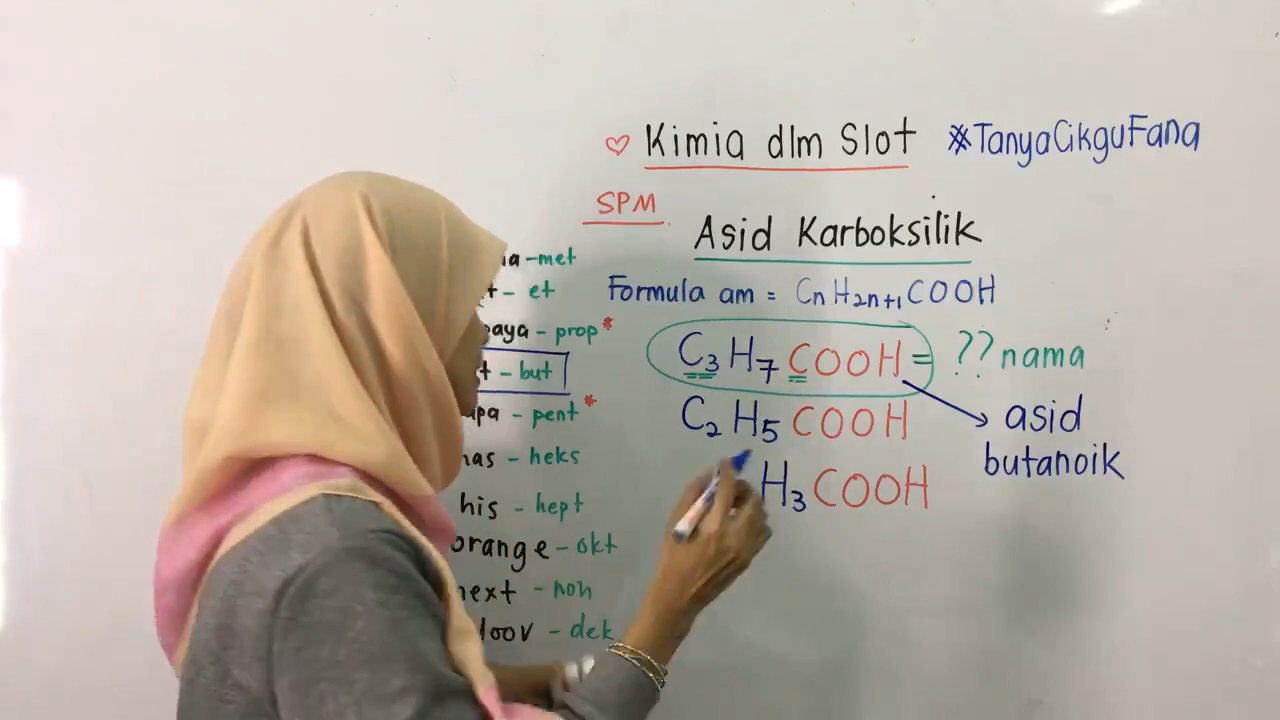 Kimia dlm Slot #TanyaCikguFana
SPM
Asid Karboksilik
Formula am = CnH2n+1COOH
C3H7COOH = ?? nama
asid
butanoik
C2H5COOH
H3COOH
-met
- et
- prop*
- but
- pent*
- heks
his - hept
orange - okt
next - non
- dek